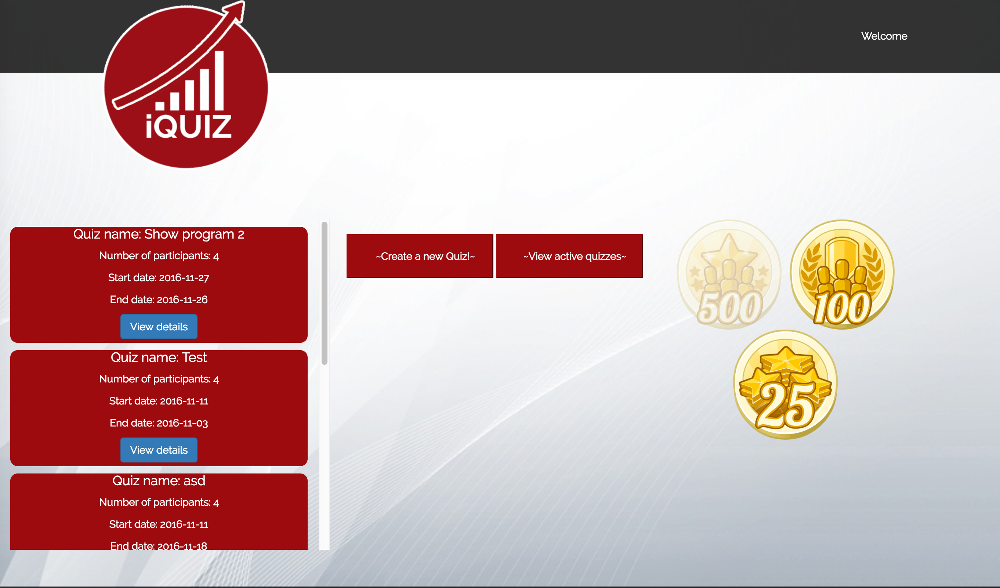 Welcome
iQUIZ
Quiz name: Show program 2
Number of participants: 4
Start date: 2016-11-27
End date: 2016-11-26
View details
Quiz name: Test
Number of participants: 4
Start date: 2016-11-11
End date: 2016-11-03
View details
Quiz name: asd
Number of participants: 4
Start date: 2016-11-11
End date: 2016-11-18
~Create a new Quiz!~
~View active quizzes~
500
100
25